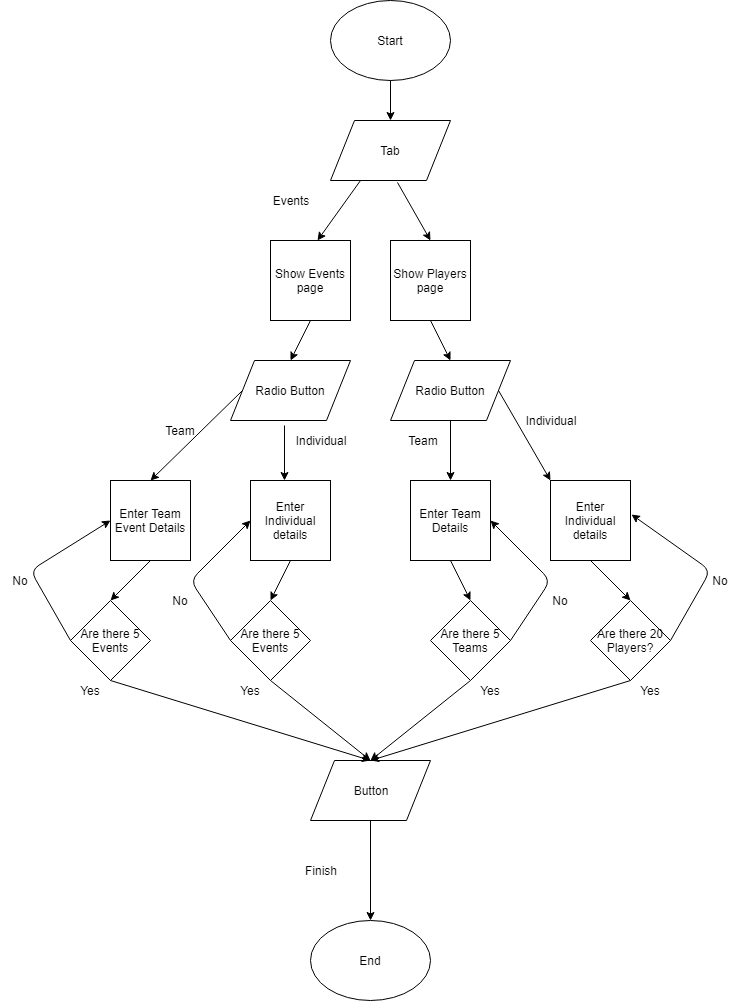 Start
Tab
Events
Show Events
page
Show Players
page
Radio Button
Radio Button
Team
Individual
Team
Individual
Enter Team
Event Details
Enter
Individual
details
Enter Team
Details
Enter
Individual
details
No
No
No
No
Are there 5
Events
Are there 5
Events
Are there 5
Teams
Are there 20
Players?
Yes
Yes
Yes
Yes
Button
Finish
End